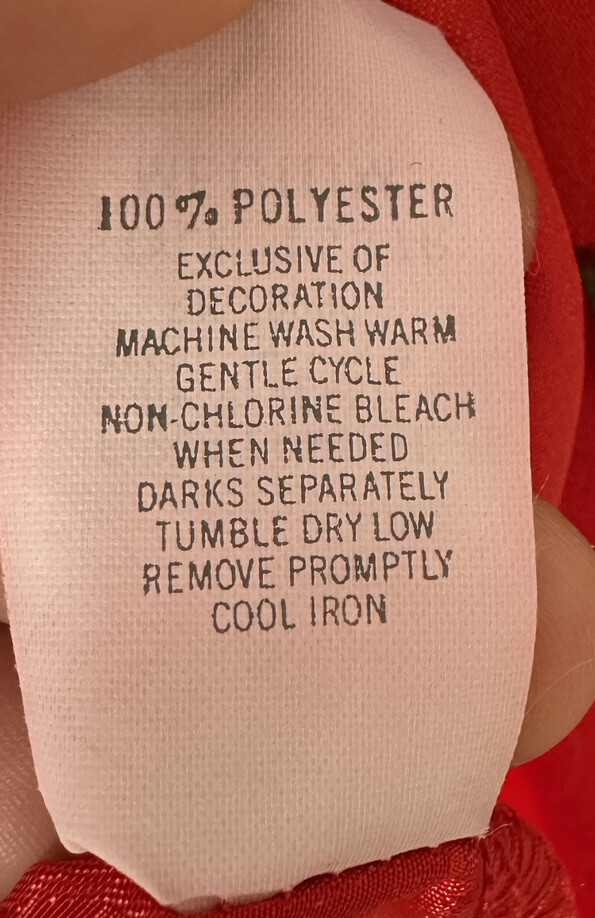 100% POLYESTER
EXCLUSIVE OF
DECORATION
MACHINE WASH WARM
GENTLE CYCLE
NON-CHLORINE BLEACH
WHEN NEEDED
DARKS SEPARATELY
TUMBLE DRY LOW
REMOVE PROMPTLY
COOL IRON